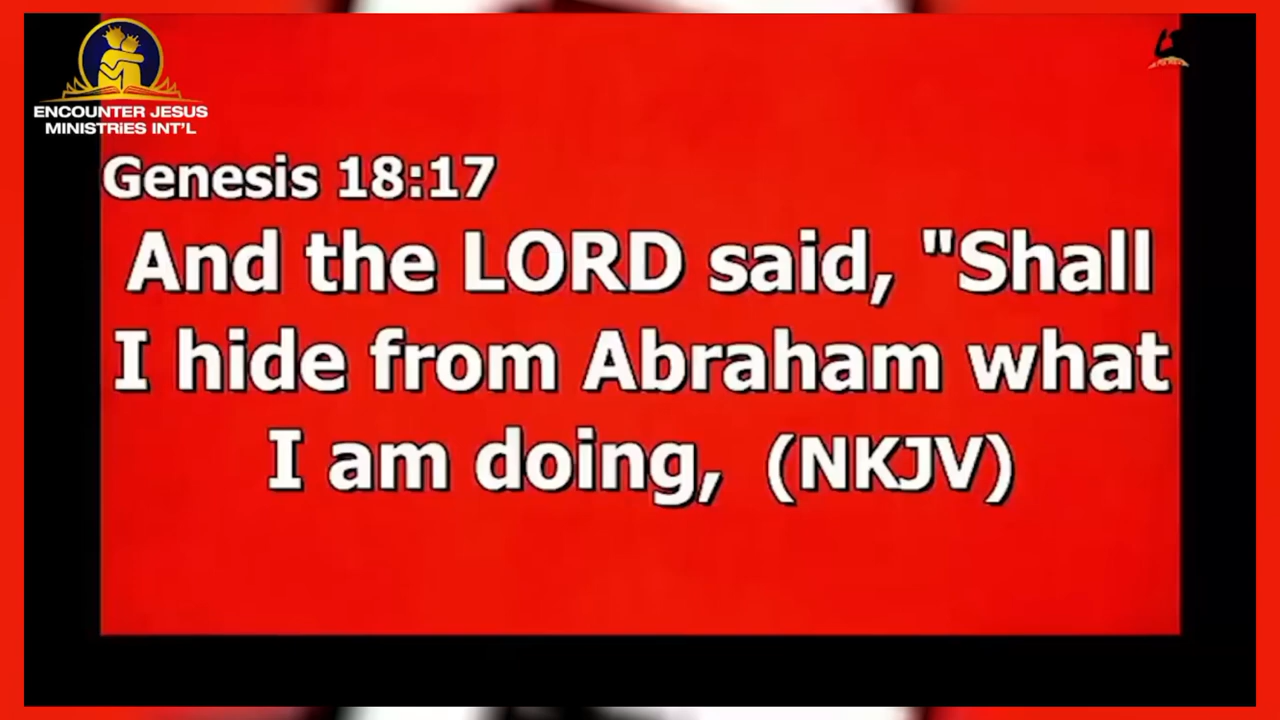 ENCOUNTER JESUS
MINISTRIES INT'L
Genesis 18:17
And the LORD said, "Shall
I hide from Abraham what
I am doing, (NKJV)